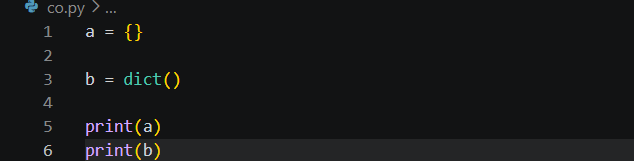 co.py > ...
1 a = {}
2
3 b = dict()
4
5 print(a)
6 print(b)